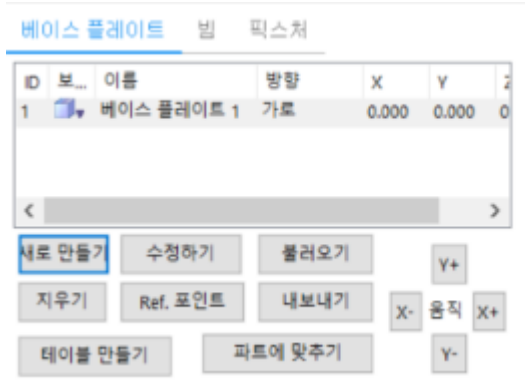 베이스 플레이트 빔 픽스처
ID 보... 이름 방향 X Y Z
1 베이스 플레이트 1 가로 0.000 0.000 0
새로 만들기 수정하기 불러오기 Y+
지우기 Ref. 포인트 내보내기 X- 움직 X+
테이블 만들기 파트에 맞추기 Y-